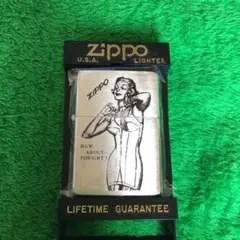 zippo
U.S.A. LIGHTER
ZIPPO
HOW
ABOUT
TONIGHT?
LIFETIME GUARANTEE